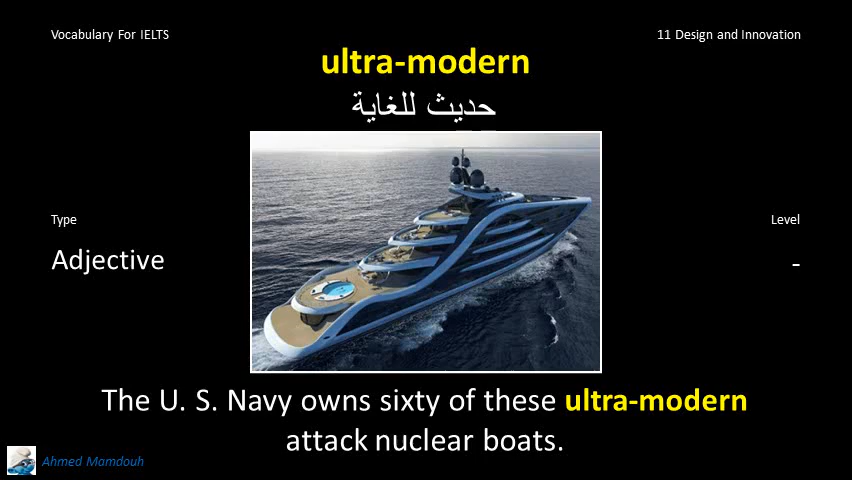 Vocabulary For IELTS
11 Design and Innovation
ultra-modern
حديث للغاية
Type
Level
Adjective
-
The U. S. Navy owns sixty of these ultra-modern
attack nuclear boats.
Ahmed Mamdouh